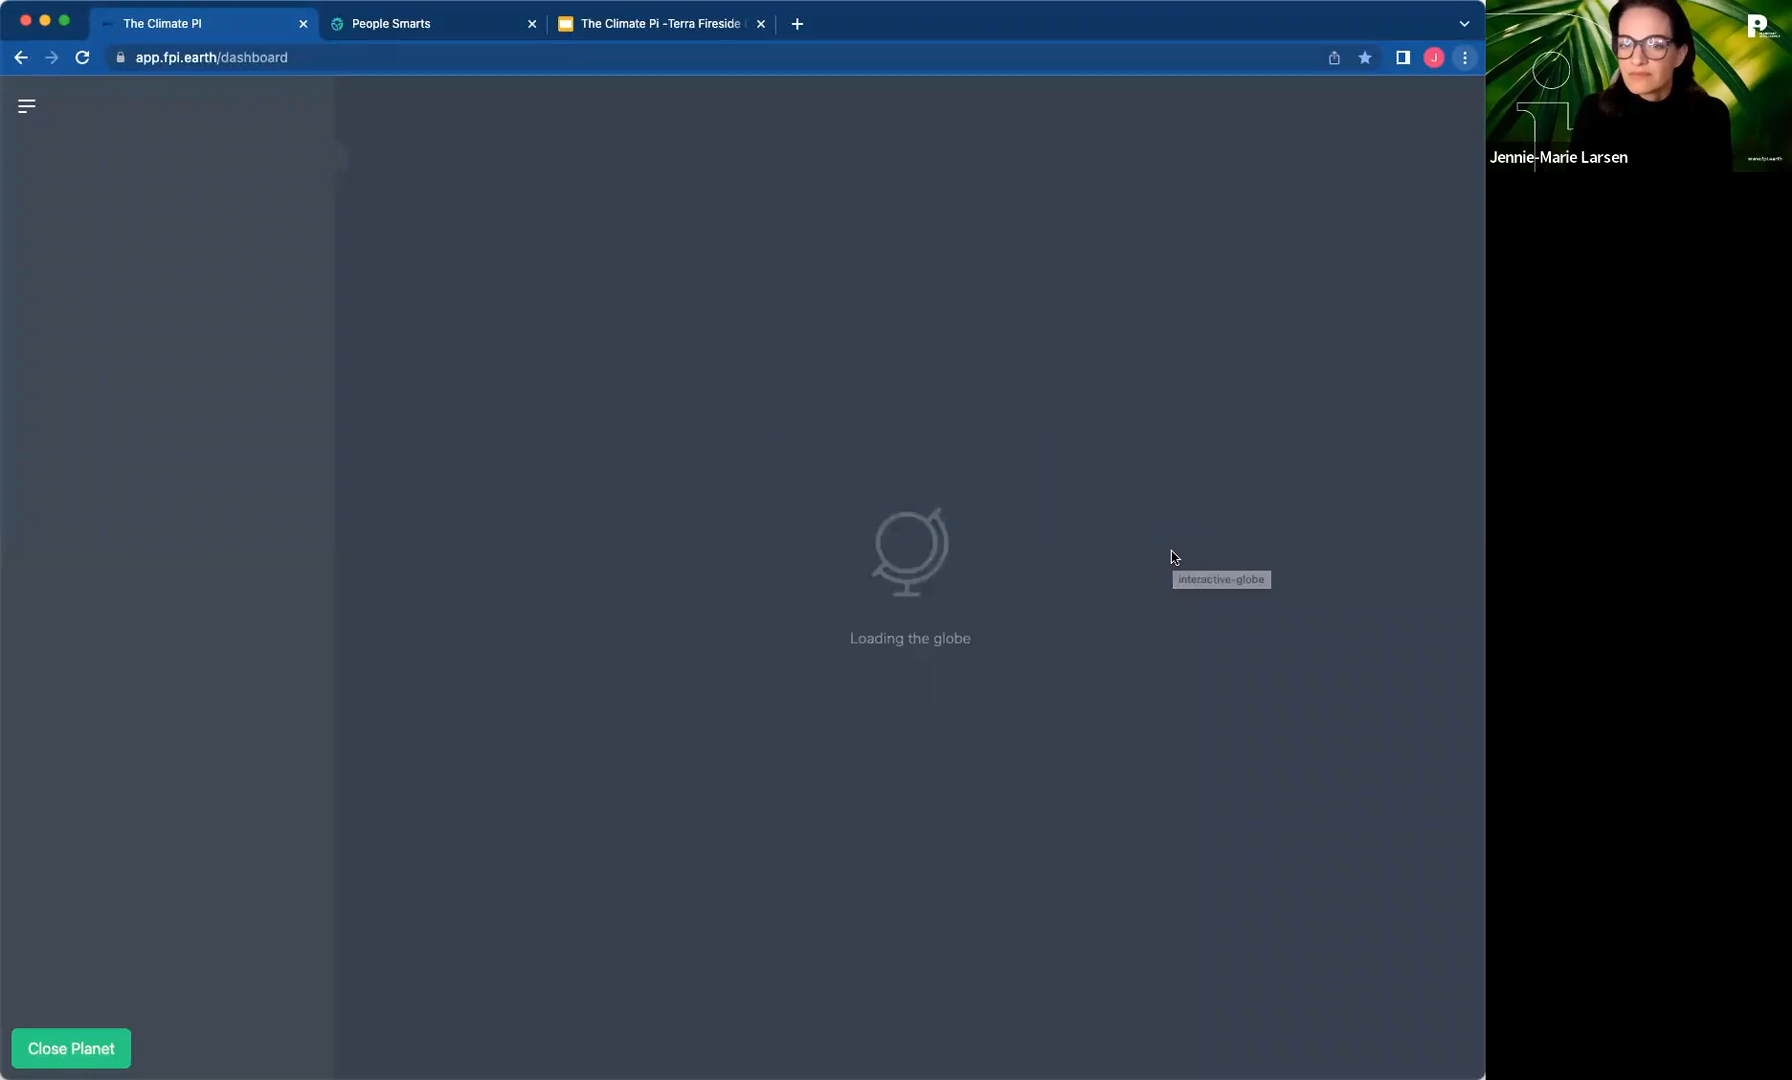 The Climate PI
People Smarts
The Climate Pi -Terra Fireside
app.fpi.earth/dashboard
Jennie-Marie Larsen
interactive-globe
Loading the globe
Close Planet